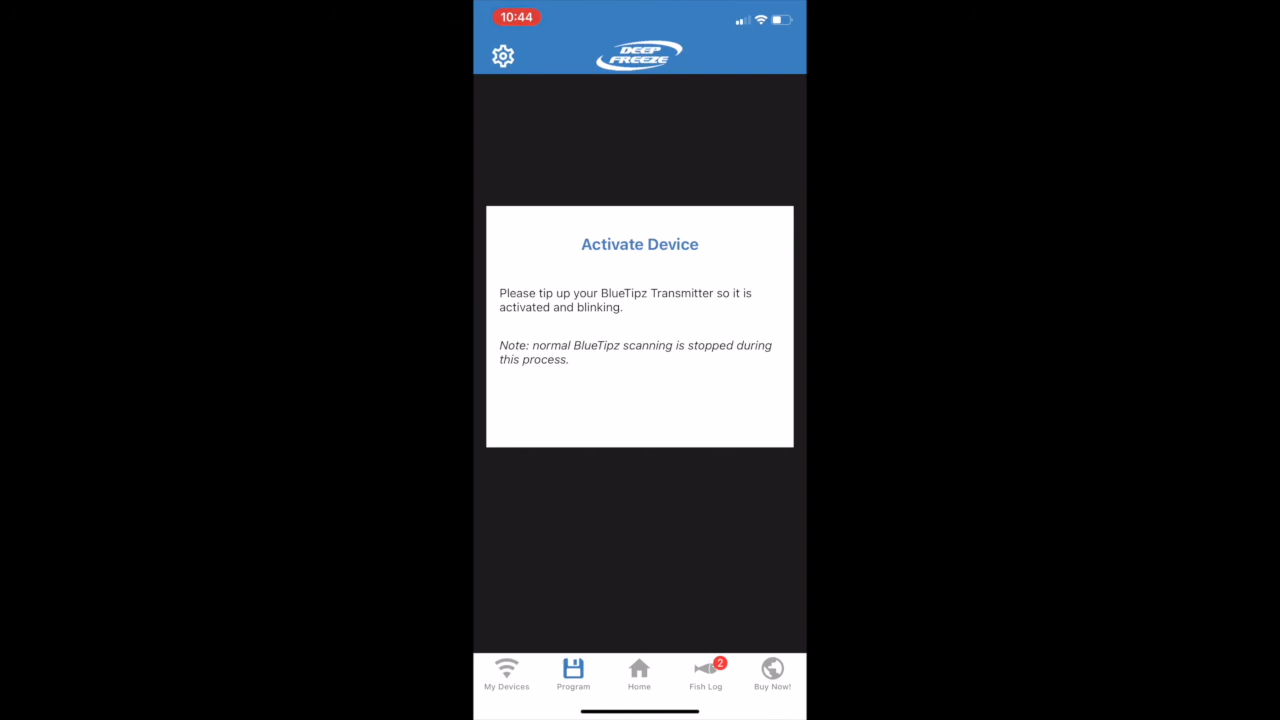 10:44
DEEP
FREEZE
Activate Device
Please tip up your BlueTipz Transmitter so it is
activated and blinking.
Note: normal BlueTipz scanning is stopped during
this process.
2
My Devices
Program
Home
Fish Log
Buy Now!